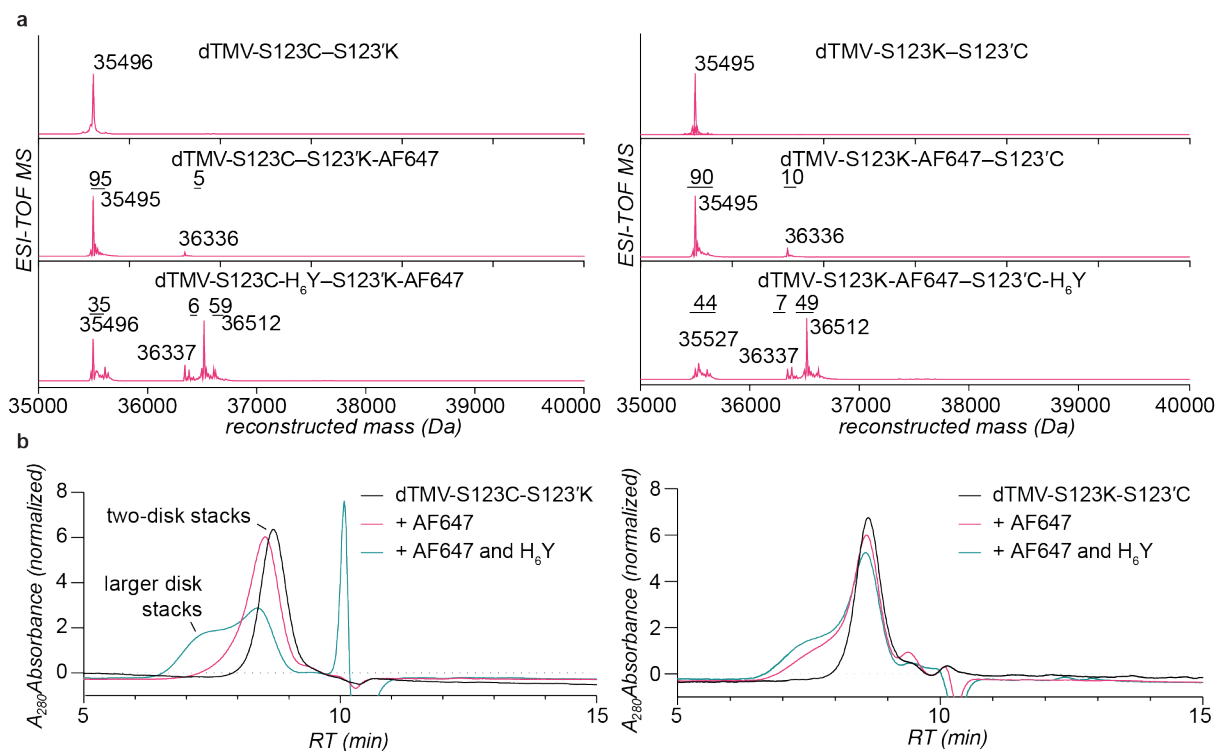 a
dTMV-S123C–S123′K
35496
ESI-TOF MS
dTMV-S123C–S123′K-AF647
95 5
35495
36336
dTMV-S123C-H6Y–S123′K-AF647
35 6 59
35496 36512
36337
35000 36000 37000 38000 39000 40000
reconstructed mass (Da)
dTMV-S123K–S123′C
35495
ESI-TOF MS
dTMV-S123K-AF647–S123′C
90 10
35495
36336
dTMV-S123K-AF647–S123′C-H6Y
44 7 49
35527 36512
36337
35000 36000 37000 38000 39000 40000
reconstructed mass (Da)
b
A280Absorbance (normalized)
8
6
4
2
0
two-disk stacks
larger disk
stacks
dTMV-S123C-S123′K
+ AF647
+ AF647 and H6Y
5 10 15
RT (min)
A280Absorbance (normalized)
8
6
4
2
0
dTMV-S123K-S123′C
+ AF647
+ AF647 and H6Y
5 10 15
RT (min)